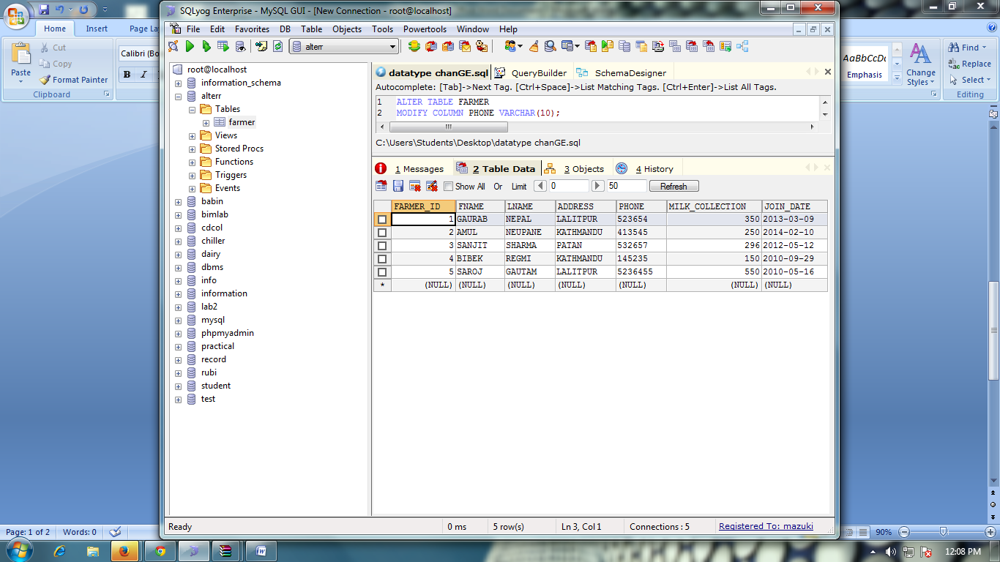 SQLyog Enterprise - MySQL GUI - [New Connection - root@localhost]
Home Insert Page La
Cut
Copy
Format Painter
Paste
Clipboard
Calibri (Bo
B I
File Edit Favorites DB Table Objects Tools Powertools Window Help
alterr
root@localhost
information_schema
alterr
Tables
farmer
Views
Stored Procs
Functions
Triggers
Events
babin
bimlab
cdcol
chiller
dairy
dbms
info
information
lab2
mysql
phpmyadmin
practical
record
rubi
student
test
datatype chanGE.sql QueryBuilder SchemaDesigner
Autocomplete: [Tab]->Next Tag. [Ctrl+Space]->List Matching Tags. [Ctrl+Enter]->List All Tags.
1 ALTER TABLE FARMER
2 MODIFY COLUMN PHONE VARCHAR(10);
C:\Users\Students\Desktop\datatype chanGE.sql
1 Messages 2 Table Data 3 Objects 4 History
Show All Or Limit 0 50 Refresh
FARMER_ID FNAME LNAME ADDRESS PHONE MILK_COLLECTION JOIN_DATE
1 GAURAB NEPAL LALITPUR 523654 350 2013-03-09
2 AMUL NEUPANE KATHMANDU 413545 250 2014-02-10
3 SANJIT SHARMA PATAN 532657 296 2012-05-12
4 BIBEK REGMI KATHMANDU 145235 150 2010-09-29
5 SAROJ GAUTAM LALITPUR 5236455 550 2010-05-16
* (NULL) (NULL) (NULL) (NULL) (NULL) (NULL) (NULL)
AaBbCcDc
Emphasis
Change
Styles
Find
Replace
Select
Editing
Ready 0 ms 5 row(s) Ln 3, Col 1 Connections : 5 Registered To: mazuki
Page: 1 of 2 Words: 0
90%
12:08 PM